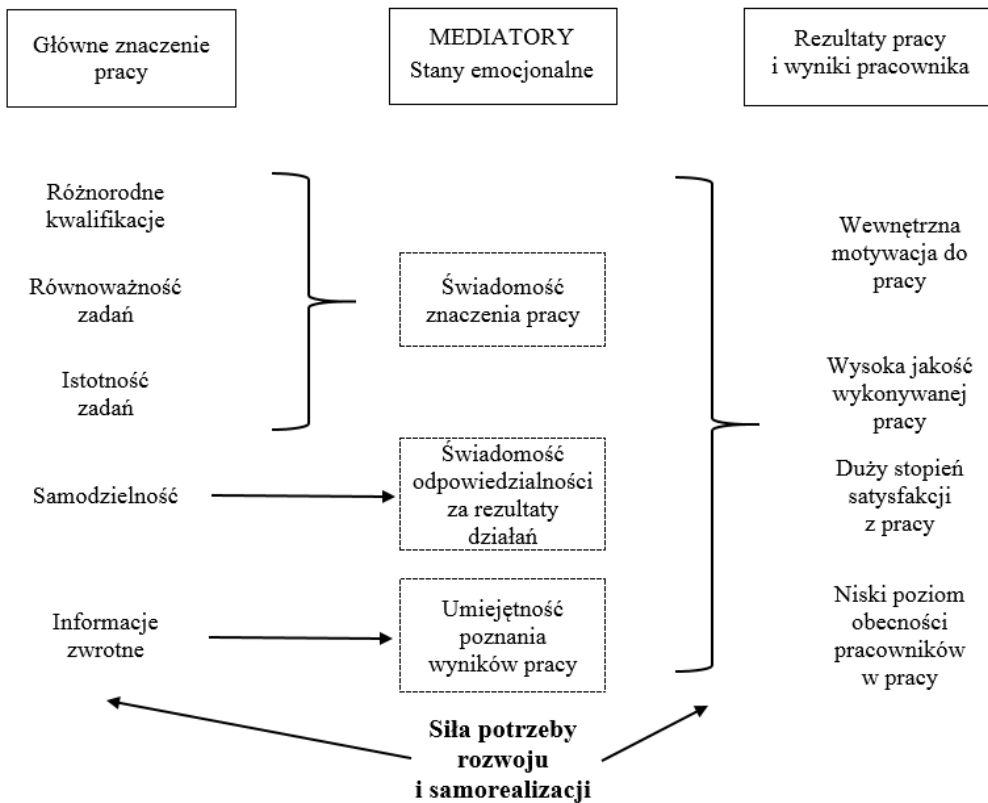 Główne znaczenie
pracy
MEDIATORY
Stany emocjonalne
Rezultaty pracy
i wyniki pracownika
Różnorodne
kwalifikacje
Równoważność
zadań
Istotność
zadań
Samodzielność
Informacje
zwrotne
Świadomość
znaczenia pracy
Świadomość
odpowiedzialności
za rezultaty
działań
Umiejętność
poznania
wyników pracy
Wewnętrzna
motywacja do
pracy
Wysoka jakość
wykonywanej
pracy
Duży stopień
satysfakcji
z pracy
Niski poziom
obecności
pracowników
w pracy
Siła potrzeby
rozwoju
i samorealizacji